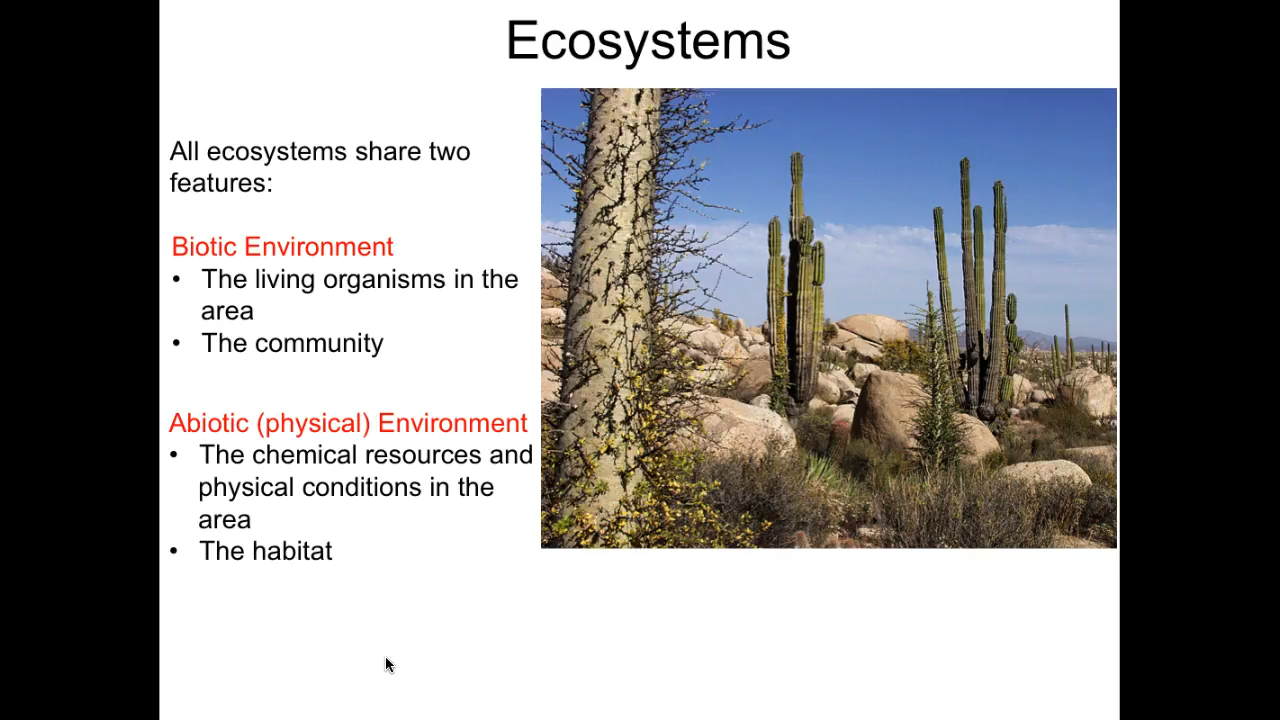 Ecosystems
All ecosystems share two
features:
Biotic Environment
• The living organisms in the
area
• The community
Abiotic (physical) Environment
• The chemical resources and
physical conditions in the
area
• The habitat